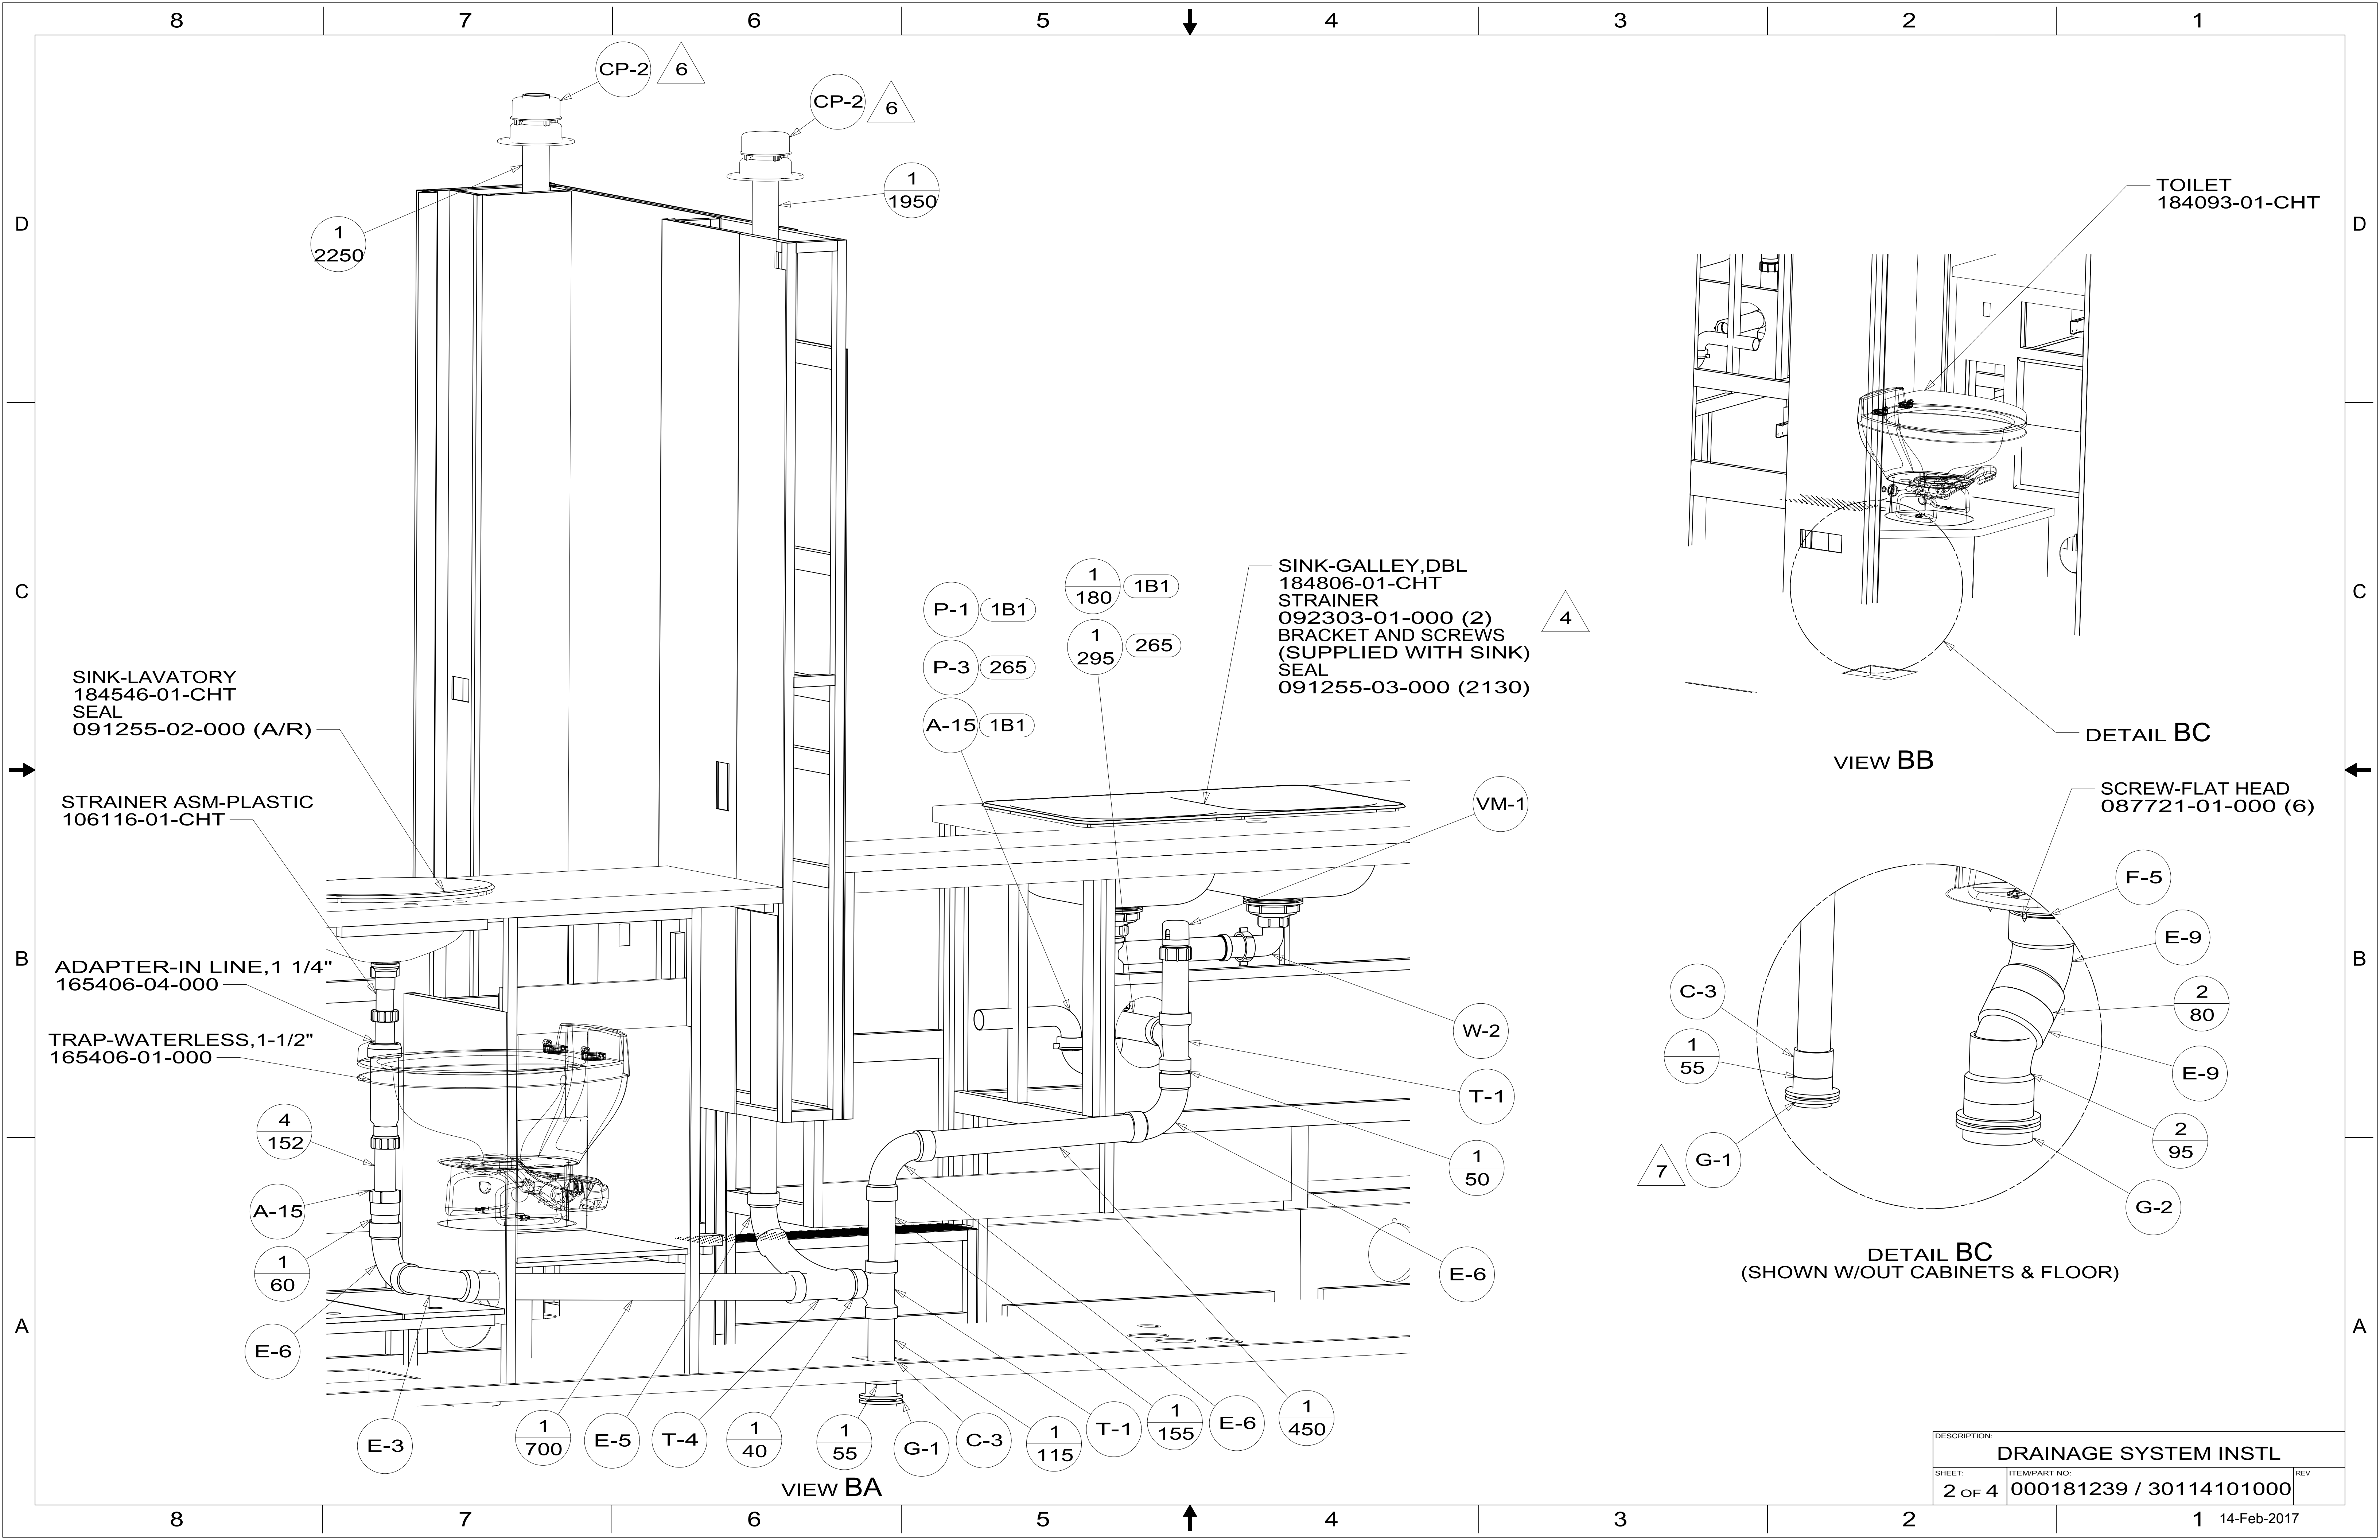 8 7 6 5 4 3 2 1
D
C
B
A
D
C
B
A
CP-2
6
CP-2
6
1
1950
1
2250
SINK-LAVATORY
184546-01-CHT
SEAL
091255-02-000 (A/R)
STRAINER ASM-PLASTIC
106116-01-CHT
ADAPTER-IN LINE,1 1/4"
165406-04-000
TRAP-WATERLESS,1-1/2"
165406-01-000
4
152
A-15
1
60
E-6
E-3
1
700
E-5
T-4
1
40
1
55
G-1
C-3
1
115
T-1
1
155
E-6
1
450
VIEW BA
P-1 1B1
P-3 265
A-15 1B1
1
180
1B1
1
295
265
SINK-GALLEY,DBL
184806-01-CHT
STRAINER
092303-01-000 (2)
BRACKET AND SCREWS
(SUPPLIED WITH SINK)
SEAL
091255-03-000 (2130)
4
VM-1
W-2
T-1
1
50
E-6
TOILET
184093-01-CHT
DETAIL BC
VIEW BB
SCREW-FLAT HEAD
087721-01-000 (6)
F-5
E-9
2
80
E-9
2
95
G-2
C-3
1
55
7
G-1
DETAIL BC
(SHOWN W/OUT CABINETS & FLOOR)
DESCRIPTION:
DRAINAGE SYSTEM INSTL
SHEET:
2 OF 4
ITEM/PART NO:
000181239 / 30114101000
REV
8 7 6 5 4 3 2 1
14-Feb-2017